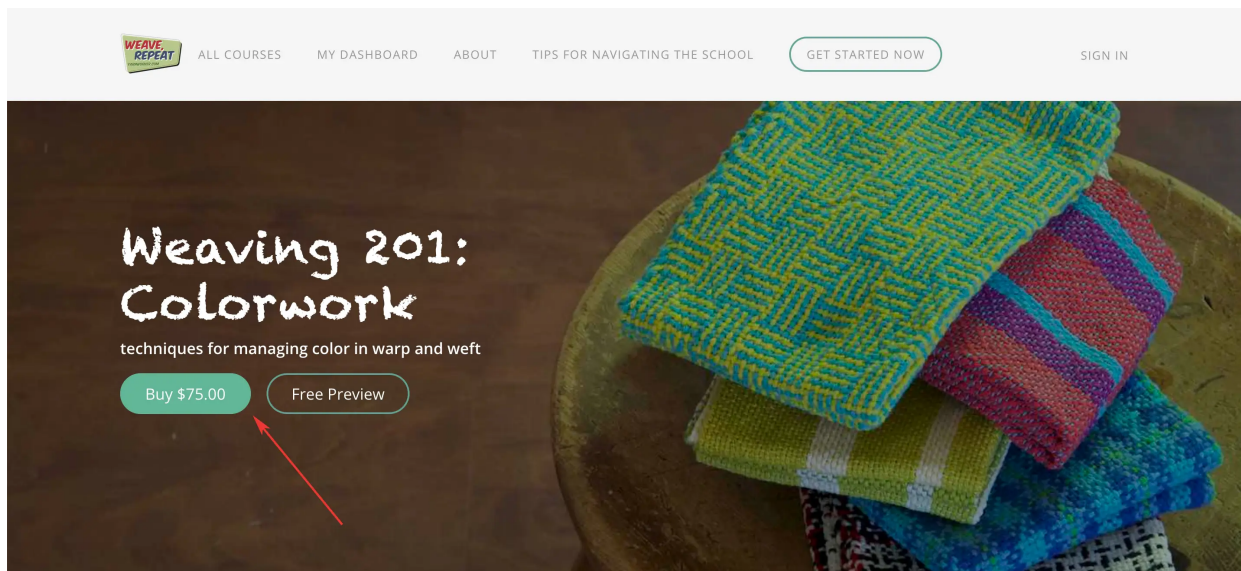 WEAVE,
REPEAT
ALL COURSES
MY DASHBOARD
ABOUT
TIPS FOR NAVIGATING THE SCHOOL
GET STARTED NOW
SIGN IN
Weaving 201:
Colorwork
techniques for managing color in warp and weft
Buy $75.00
Free Preview